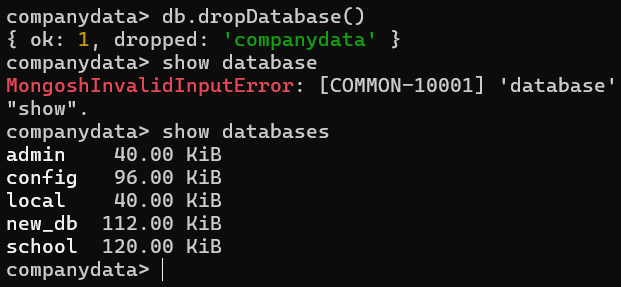 companydata> db.dropDatabase()
{ ok: 1, dropped: 'companydata' }
companydata> show database
MongoshInvalidInputError: [COMMON-10001] 'database'
"show".
companydata> show databases
admin    40.00 KiB
config   96.00 KiB
local    40.00 KiB
new_db  112.00 KiB
school  120.00 KiB
companydata>